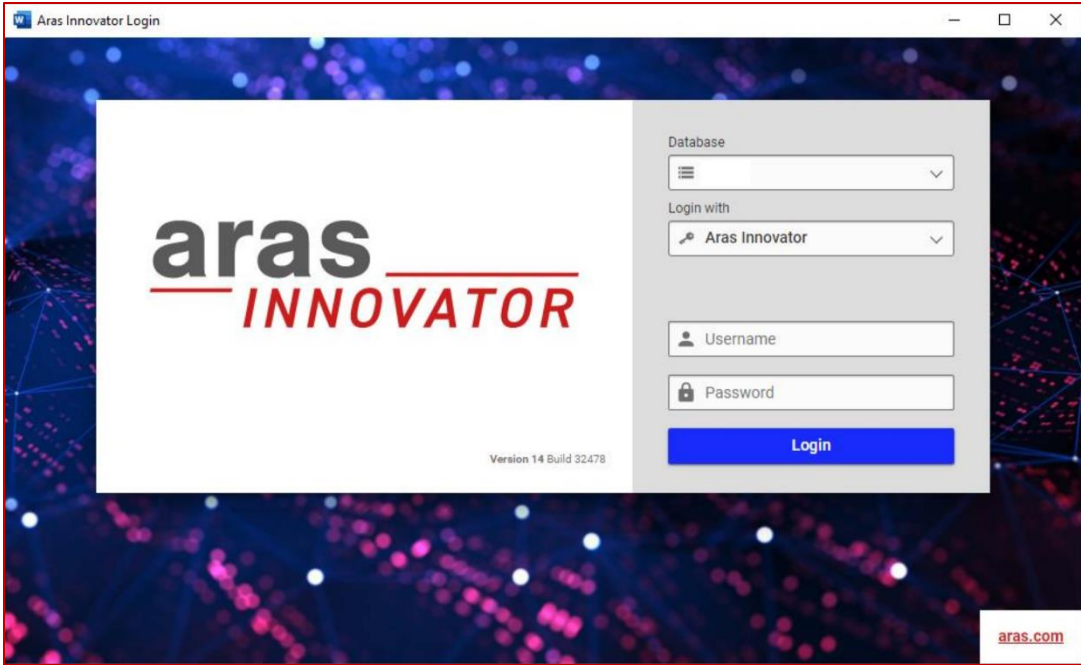 Aras Innovator Login
aras
INNOVATOR
Version 14 Build 32478
Database
Login with
Aras Innovator
Username
Password
Login
aras.com